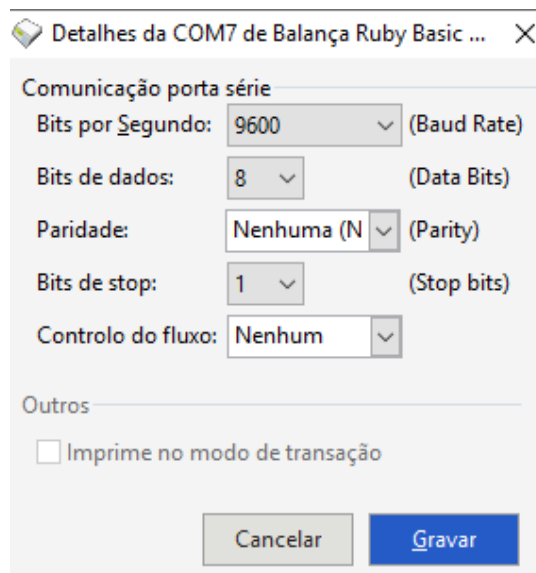 Detalhes da COM7 de Balança Ruby Basic ...
Comunicação porta série
Bits por Segundo: 9600 (Baud Rate)
Bits de dados: 8 (Data Bits)
Paridade: Nenhuma (N (Parity)
Bits de stop: 1 (Stop bits)
Controlo do fluxo: Nenhum
Outros
Imprime no modo de transação
Cancelar Gravar